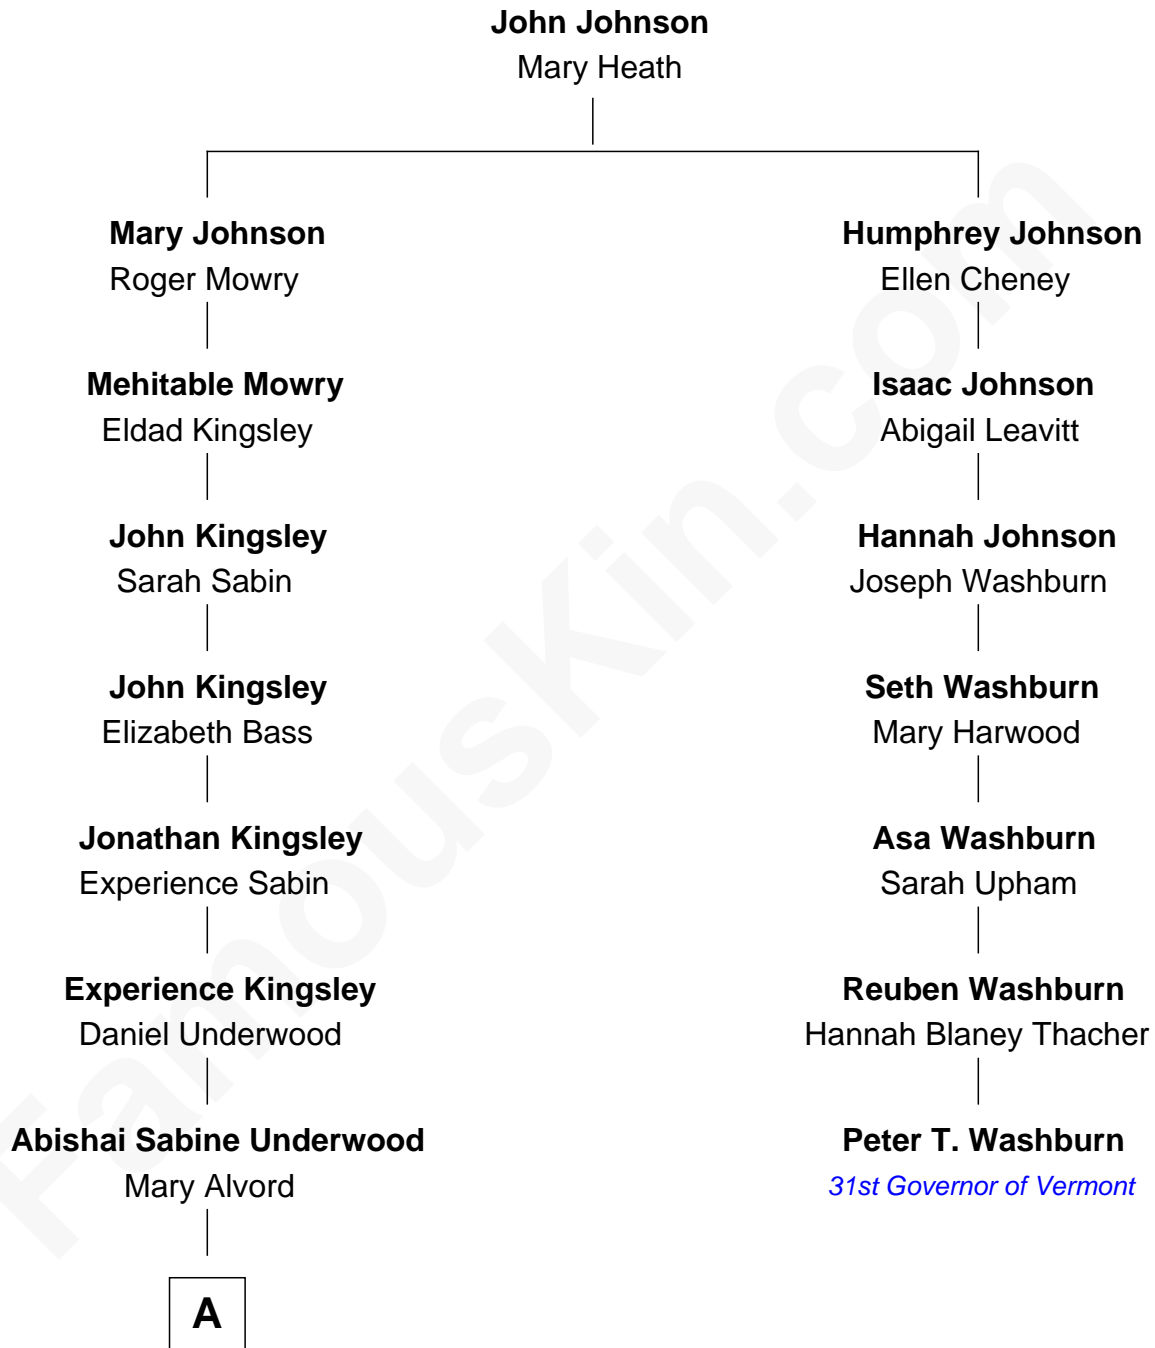 John Johnson
Mary Heath
Mary Johnson
Roger Mowry
Humphrey Johnson
Ellen Cheney
Mehitable Mowry
Eldad Kingsley
Isaac Johnson
Abigail Leavitt
John Kingsley
Sarah Sabin
Hannah Johnson
Joseph Washburn
John Kingsley
Elizabeth Bass
Seth Washburn
Mary Harwood
Jonathan Kingsley
Experience Sabin
Asa Washburn
Sarah Upham
Experience Kingsley
Daniel Underwood
Reuben Washburn
Hannah Blaney Thacher
Abishai Sabine Underwood
Mary Alvord
Peter T. Washburn
31st Governor of Vermont
A
FamousKin.com